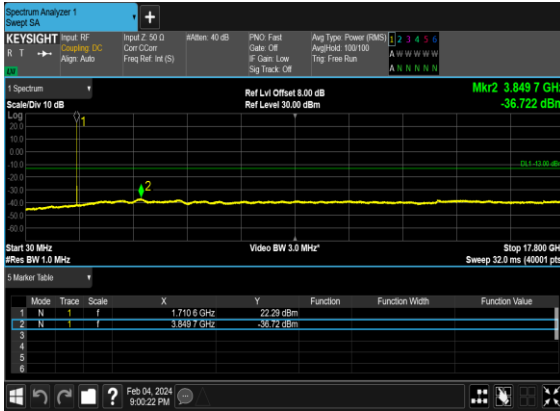 Spectrum Analyzer 1
Swept SA
+
KEYSIGHT Input: RF Input Z: 50 Ω #Atten: 40 dB PNO: Fast Avg Type: Power (RMS) 1 2 3 4 5 6
R T Coupling: DC Corr CCorr Gate: Off Avg|Hold: 100/100 A W W W W W
Align: Auto Freq Ref: Int (S) IF Gain: Low Trig: Free Run
Sig Track: Off A N N N N N
1 Spectrum
Ref Lvl Offset 8.00 dB
Mkr2 3.849 7 GHz
Scale/Div 10 dB
Ref Level 30.00 dBm
-36.722 dBm
Log
1
20.0
10.0
0.00
-10.0
DL1 -13.00 dBm
-20.0
-30.0
2
-40.0
-50.0
-60.0
Start 30 MHz Video BW 3.0 MHz* Stop 17.800 GH
#Res BW 1.0 MHz Sweep 32.0 ms (40001 pts
5 Marker Table
Mode Trace Scale X Y Function Function Width Function Value
1 N 1 f 1.710 6 GHz 22.29 dBm
2 N 1 f 3.849 7 GHz -36.72 dBm
3
4
5
6
? Feb 04, 2024
9:00:22 PM